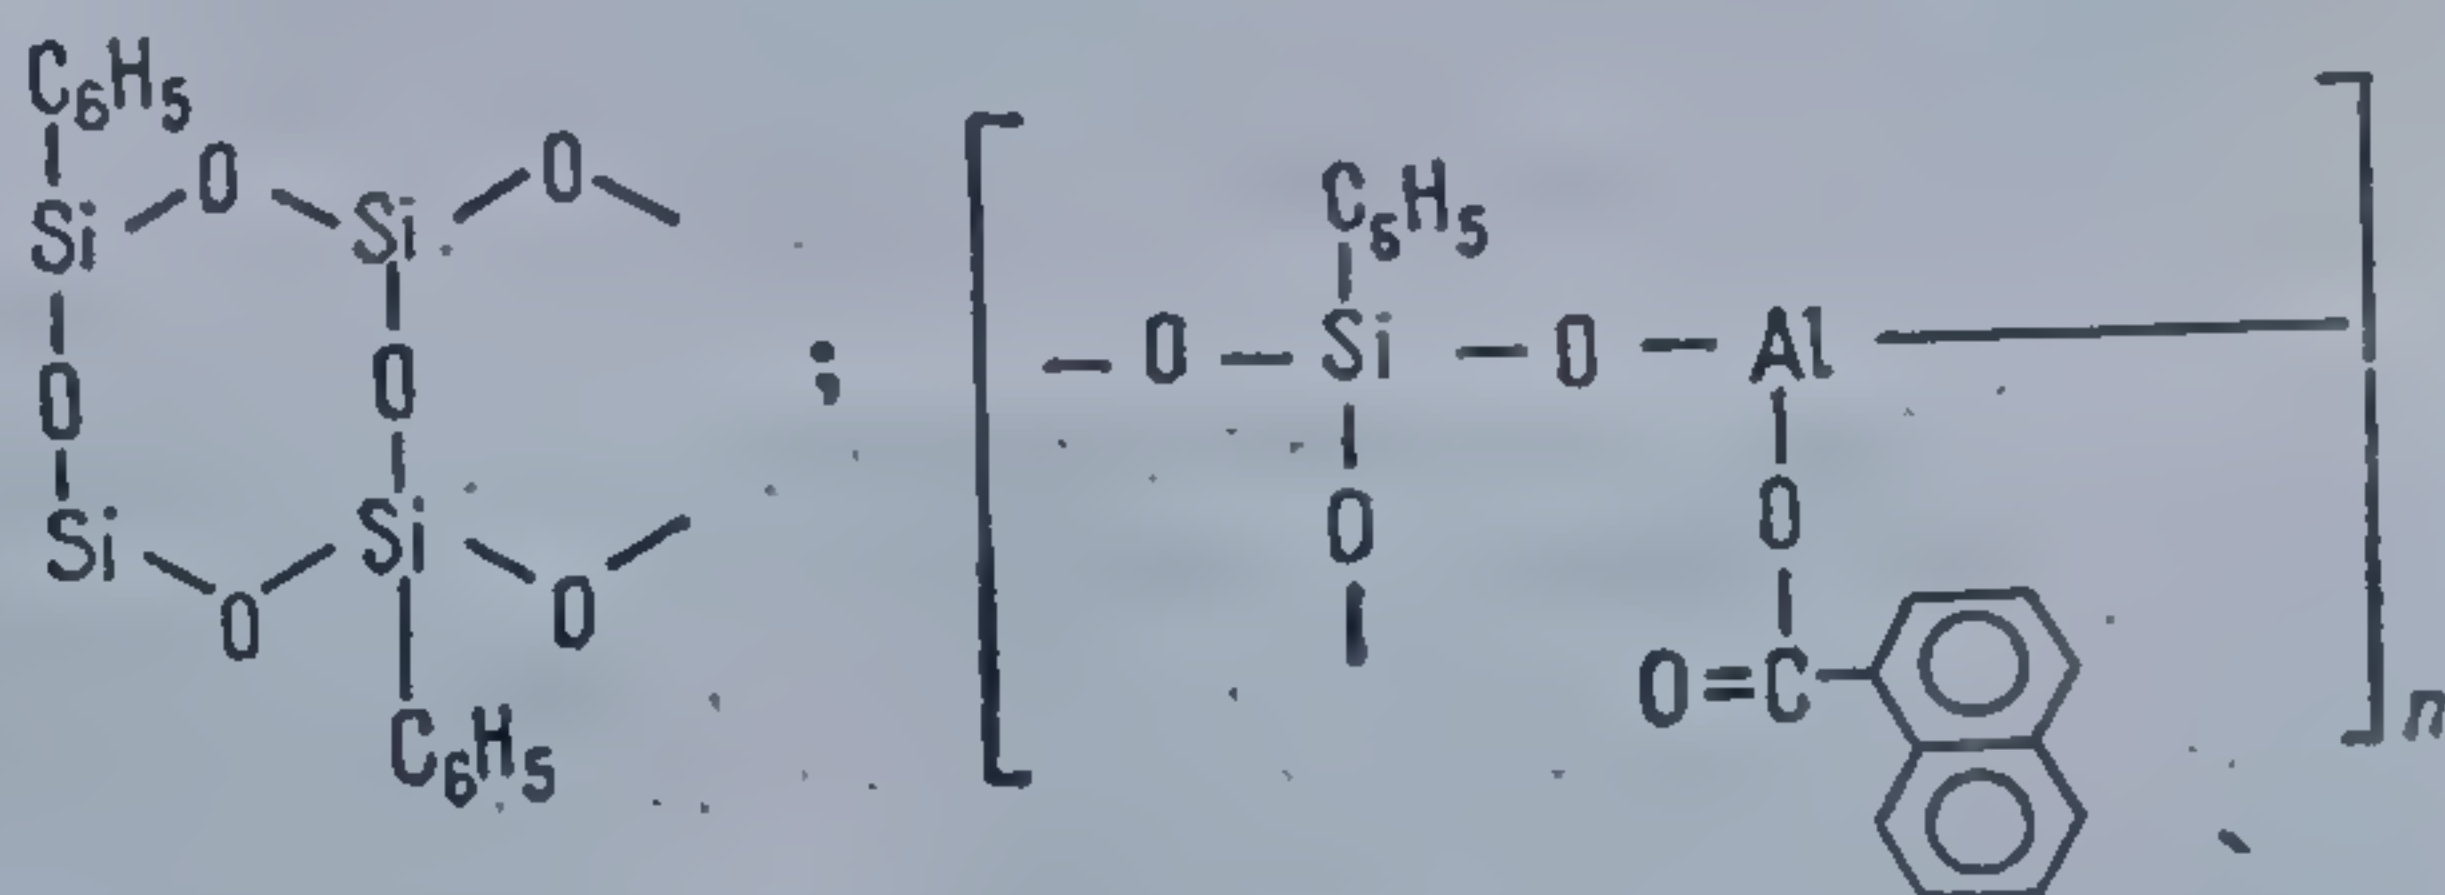 C6H5
Si O Si O
O O
Si O Si O
C6H5
;
C6H5
O Si O Al
O O
O=C
n